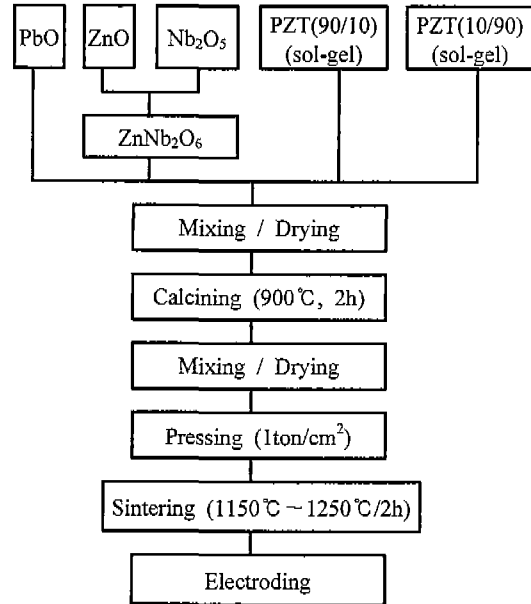 PbO
ZnO
Nb₂O₅
PZT(90/10)
(sol-gel)
PZT(10/90)
(sol-gel)
ZnNb₂O₆
Mixing / Drying
Calcining (900℃, 2h)
Mixing / Drying
Pressing (1ton/cm²)
Sintering (1150℃ ~ 1250℃/2h)
Electroding